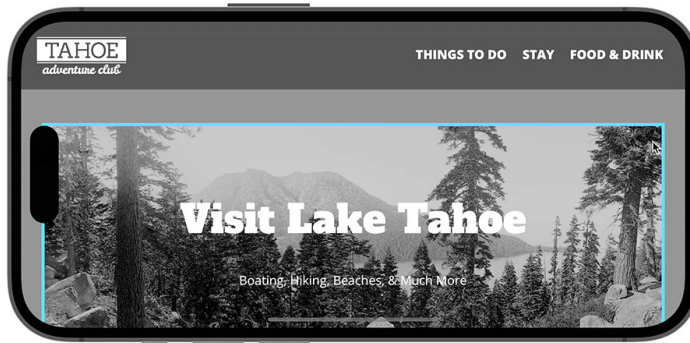 TAHOE
adventure club
THINGS TO DO STAY FOOD & DRINK
Visit Lake Tahoe
Boating, Hiking, Beaches, & Much More